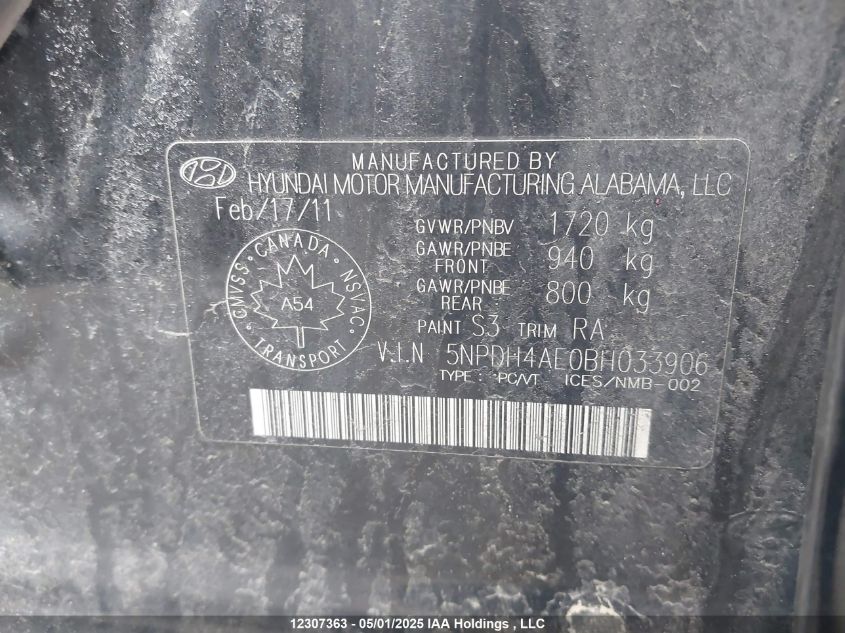 MANUFACTURED BY
HYUNDAI MOTOR MANUFACTURING ALABAMA, LLC
Feb/17/11
GVWR/PNBV 1720 kg
GAWR/PNBE FRONT 940 kg
GAWR/PNBE REAR 800 kg
CANADA
CMVSS NSVAC
A54
TRANSPORT
PAINT S3 TRIM RA
V.I.N 5NPDH4AE0BH033906
TYPE : PC/VT ICES/NMB-002
12307363 - 05/01/2025 IAA Holdings , LLC